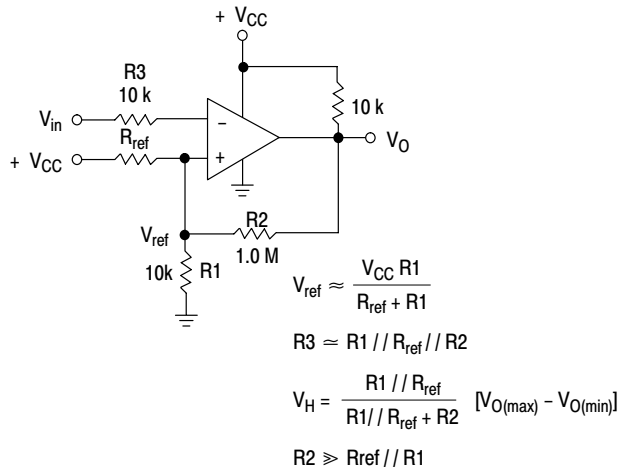 + VCC
R3
10 k
10 k
Vin
−
Rref
VO
+ VCC
+
R2
Vref
1.0 M
10k
R1
Vref ≈ VCC R1 / Rref + R1
R3 ≃ R1 / / Rref / / R2
VH = R1 / / Rref / R1/ / Rref + R2 [VO(max) − VO(min)]
R2 ≫ Rref / / R1